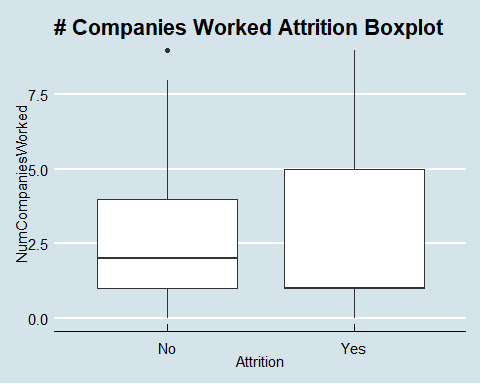 # Companies Worked Attrition Boxplot
NumCompaniesWorked
7.5
5.0
2.5
0.0
No
Yes
Attrition